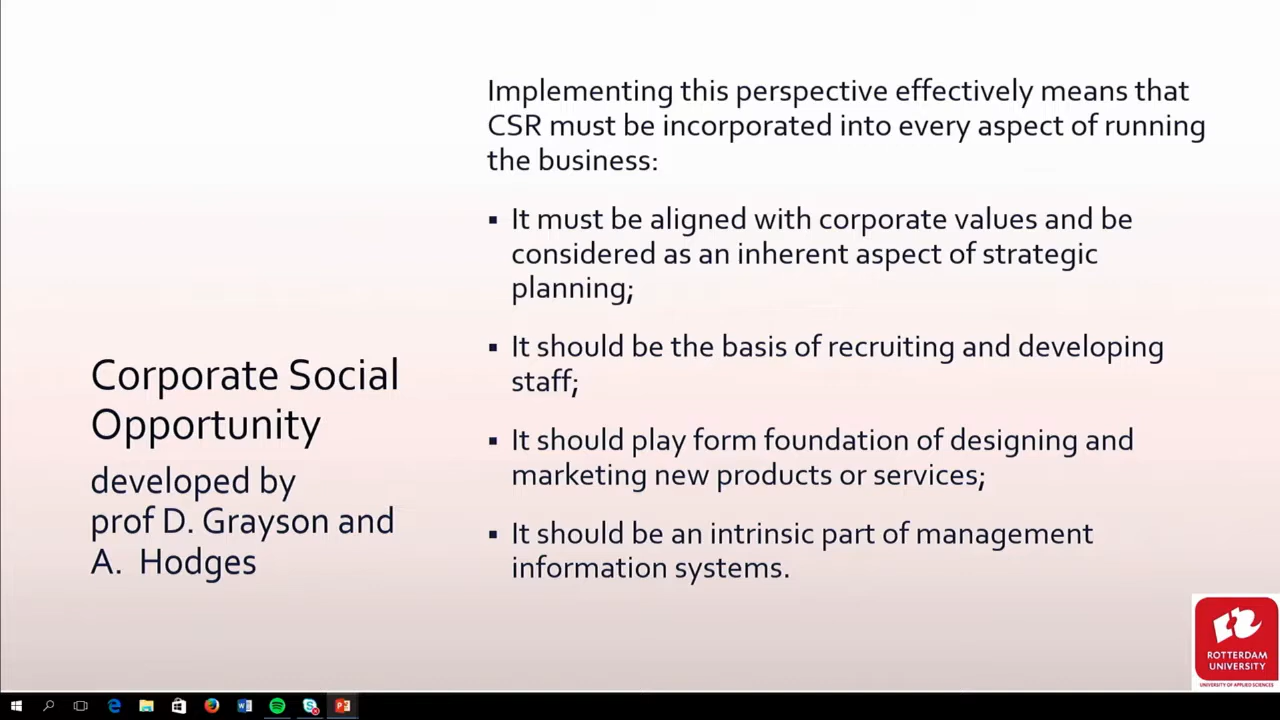 Implementing this perspective effectively means that
CSR must be incorporated into every aspect of running
the business:
▪ It must be aligned with corporate values and be
considered as an inherent aspect of strategic
planning;
▪ It should be the basis of recruiting and developing
staff;
▪ It should play form foundation of designing and
marketing new products or services;
▪ It should be an intrinsic part of management
information systems.
Corporate Social
Opportunity
developed by
prof D. Grayson and
A. Hodges
ROTTERDAM
UNIVERSITY
UNIVERSITY OF APPLIED SCIENCES